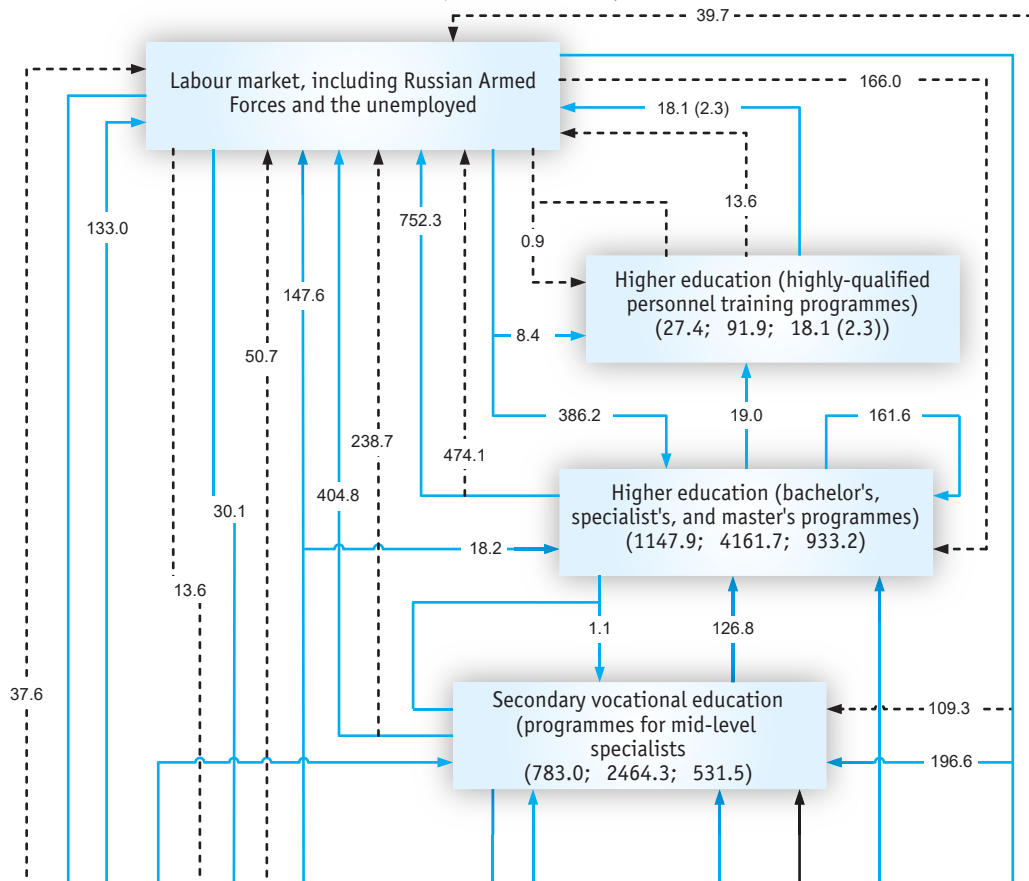 39.7
Labour market, including Russian Armed
Forces and the unemployed
166.0
18.1 (2.3)
133.0
752.3
0.9
13.6
147.6
Higher education (highly-qualified
personnel training programmes)
(27.4; 91.9; 18.1 (2.3))
50.7
8.4
386.2
19.0
161.6
238.7
474.1
404.8
30.1
Higher education (bachelor's,
specialist's, and master's programmes)
(1147.9; 4161.7; 933.2)
18.2
13.6
1.1
126.8
37.6
Secondary vocational education
(programmes for mid-level
specialists
(783.0; 2464.3; 531.5)
109.3
196.6